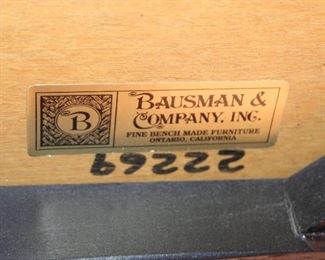 B
BAUSMAN &
COMPANY, INC.
FINE BENCH MADE FURNITURE
ONTARIO, CALIFORNIA
69222